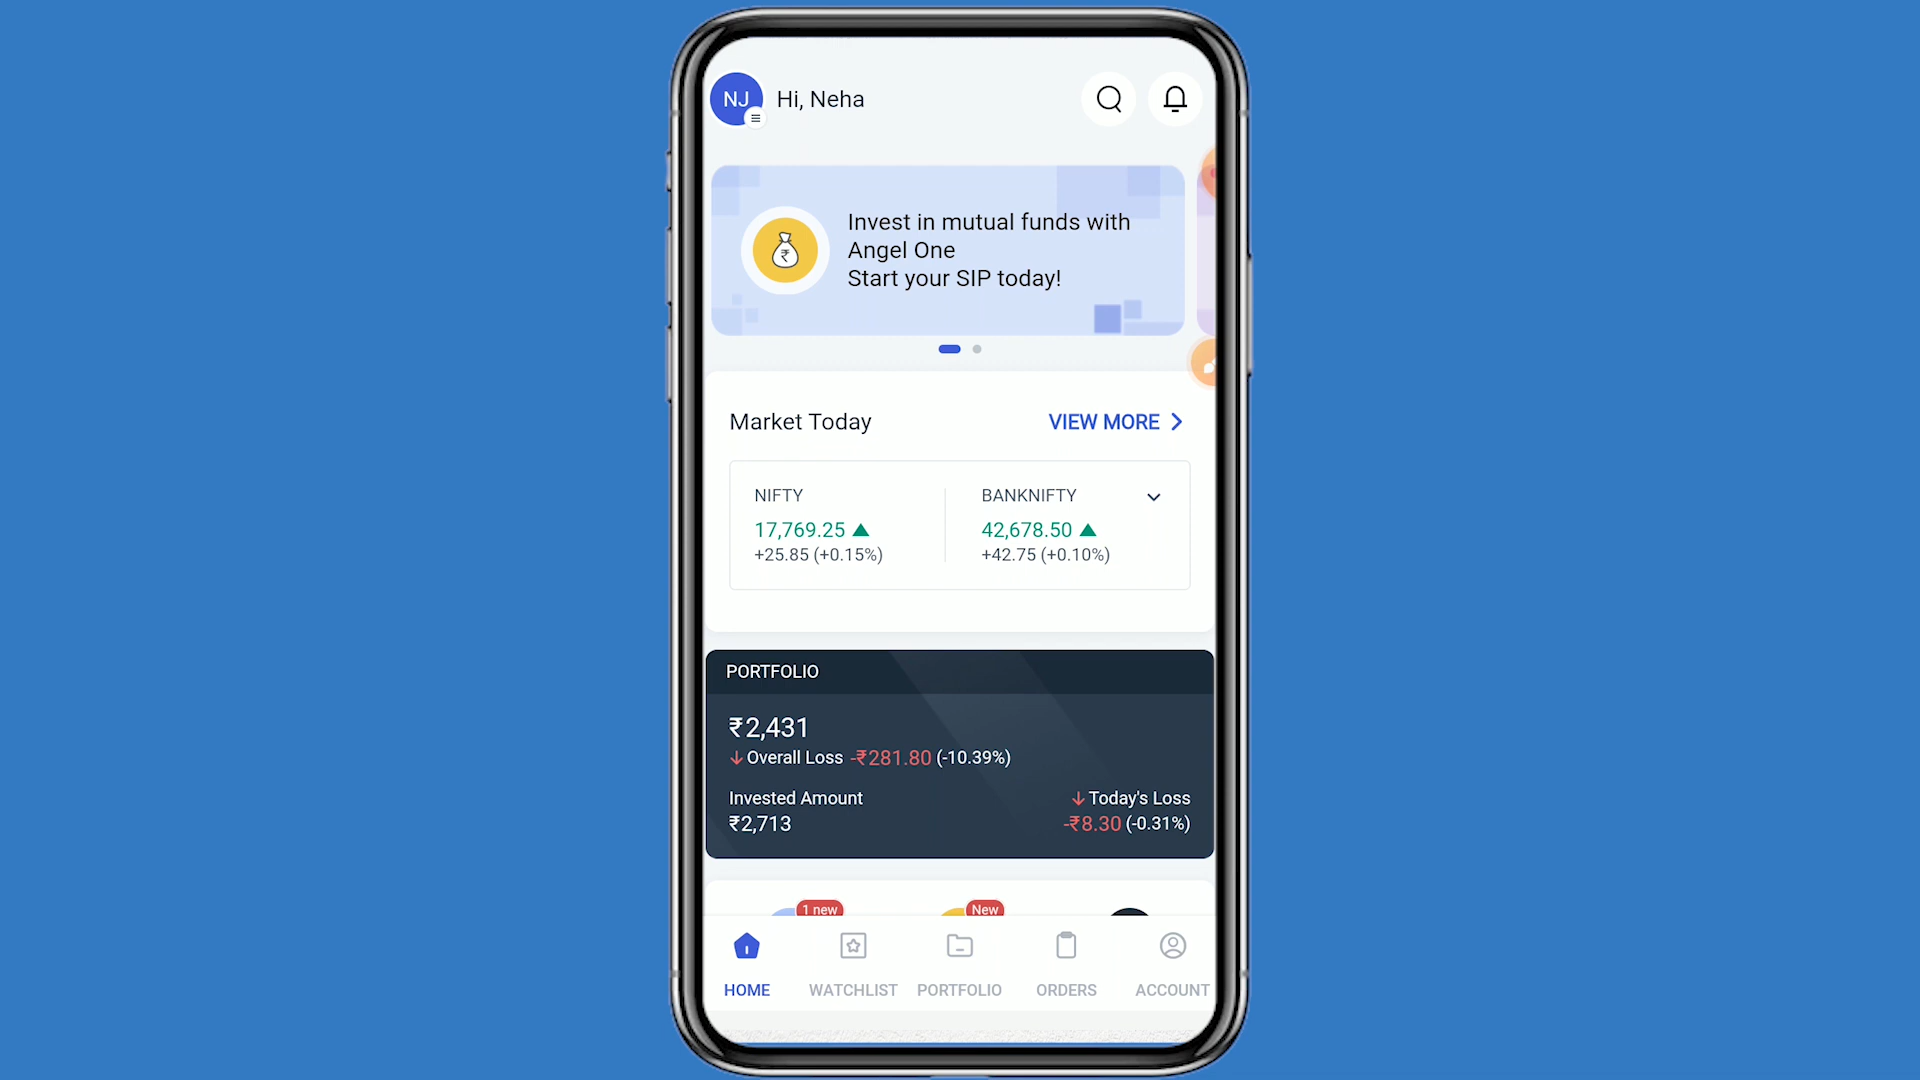 NJ
Hi, Neha
Invest in mutual funds with
Angel One
Start your SIP today!
Market Today
VIEW MORE
NIFTY
17,769.25
+25.85 (+0.15%)
BANKNIFTY
42,678.50
+42.75 (+0.10%)
PORTFOLIO
₹2,431
Overall Loss -₹281.80 (-10.39%)
Invested Amount
₹2,713
Today's Loss
-₹8.30 (-0.31%)
1 new
New
HOME
WATCHLIST
PORTFOLIO
ORDERS
ACCOUNT